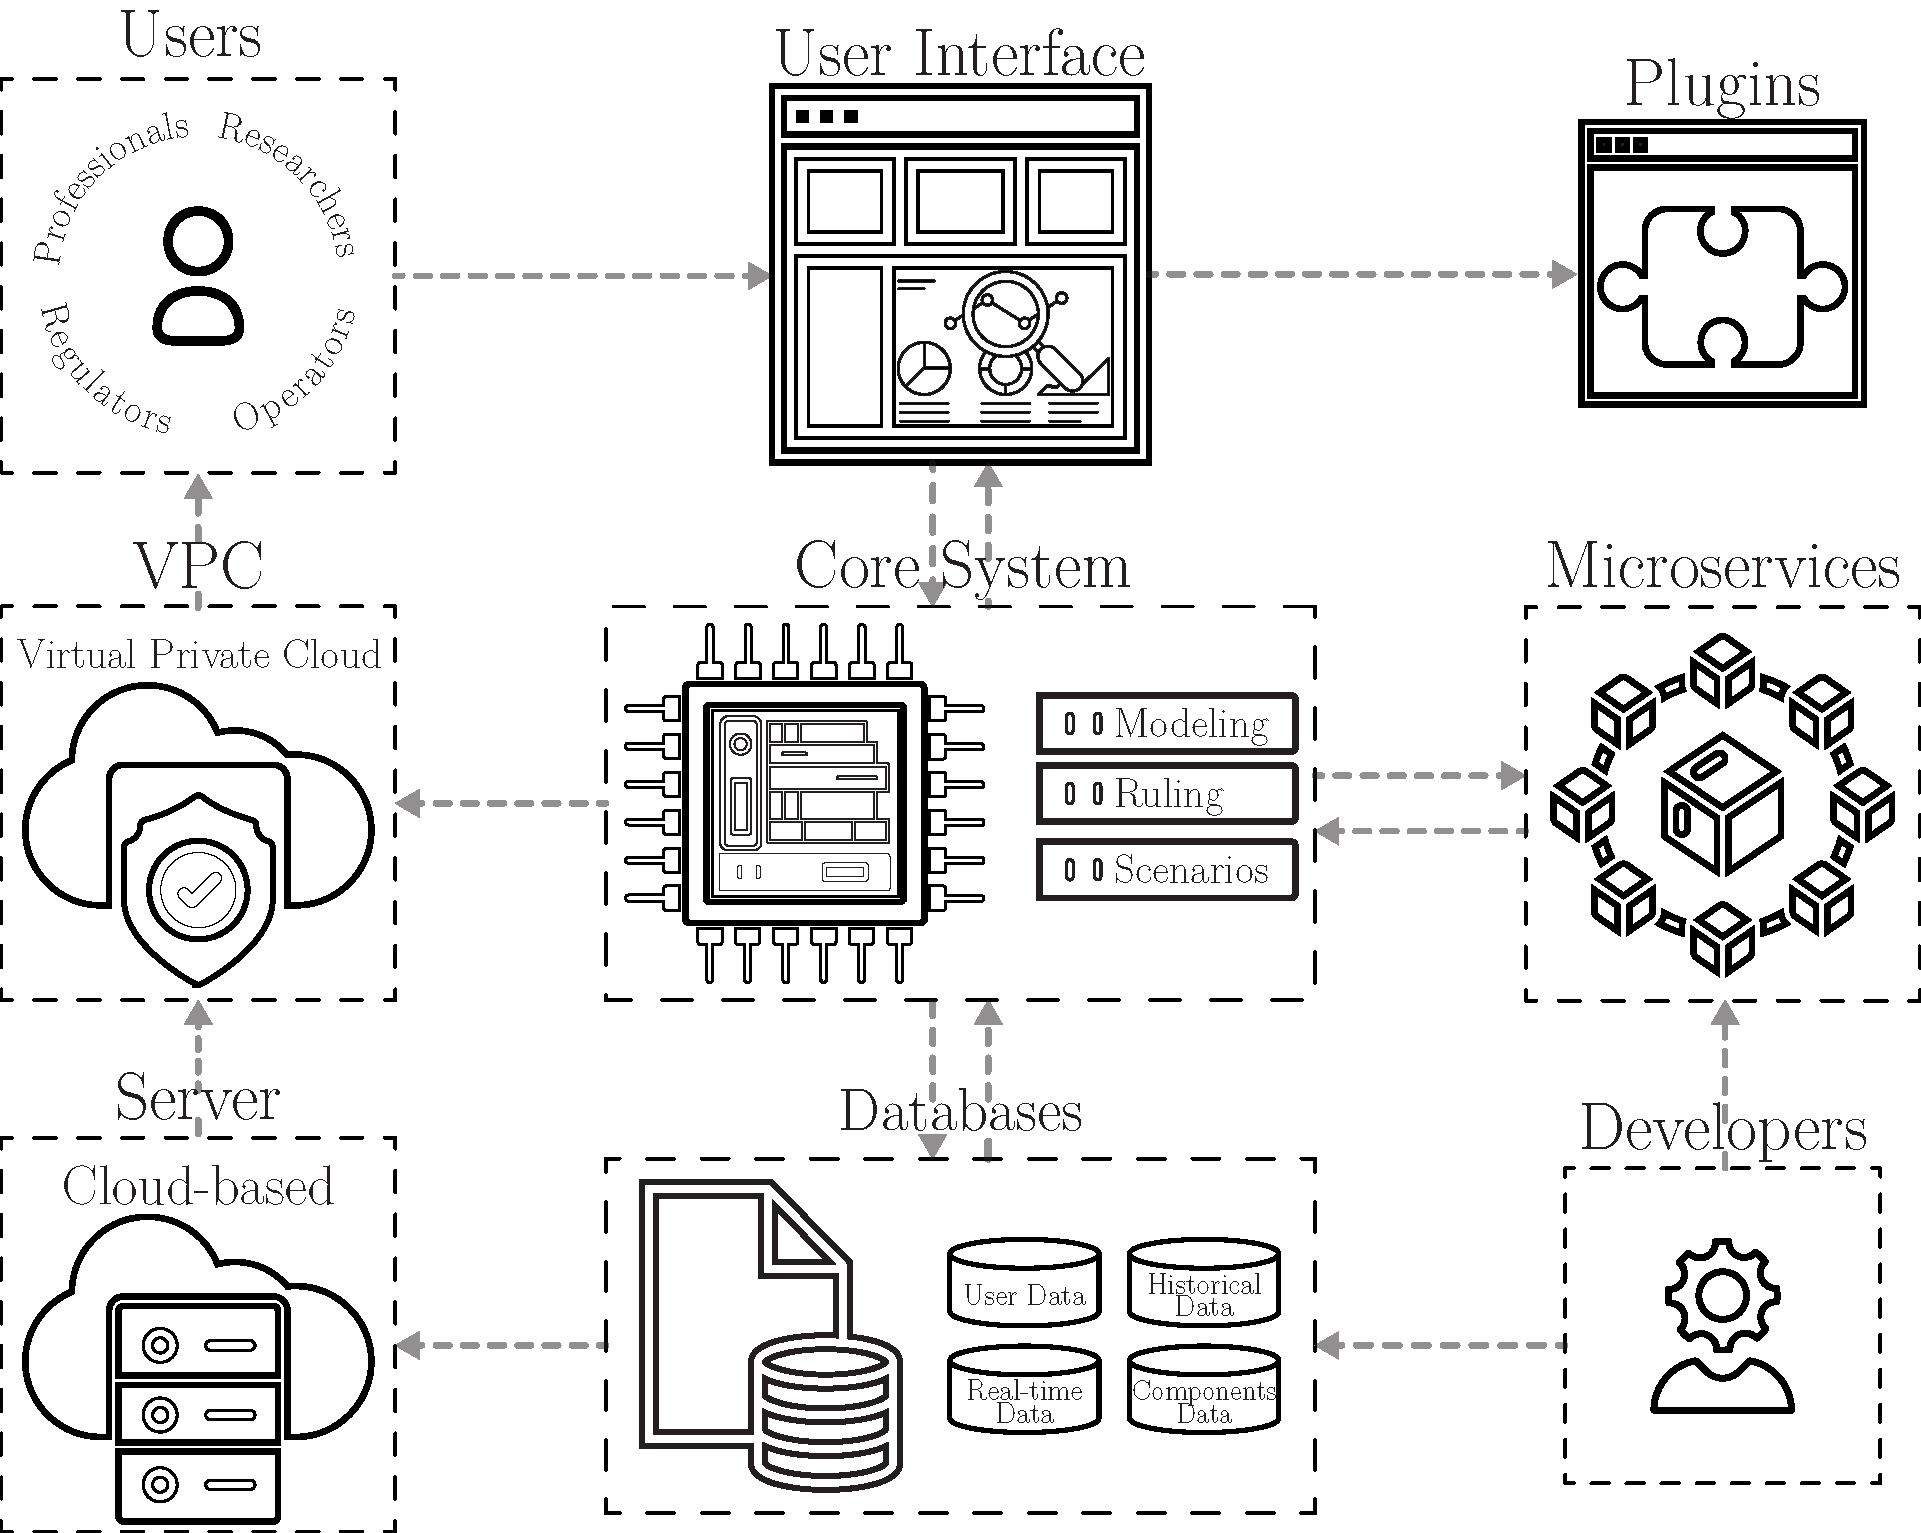 Users
User Interface
Plugins
Professionals
Researchers
Regulators
Operators
VPC
Core System
Microservices
Virtual Private Cloud
Modeling
Ruling
Scenarios
Server
Databases
Developers
Cloud-based
User Data
Historical
Data
Real-time
Data
Components
Data